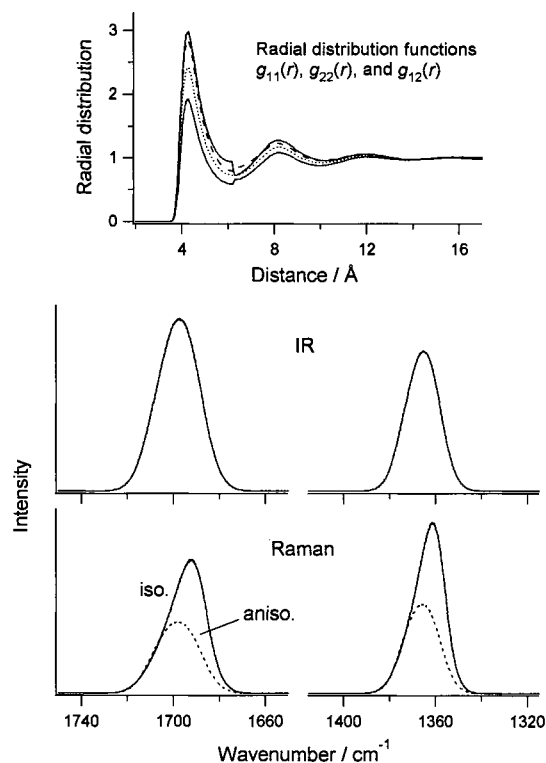 Radial distribution
3
2
1
0
Radial distribution functions
g11(r), g22(r), and g12(r)
4
8
12
16
Distance / Å
Intensity
IR
Raman
iso.
aniso.
1740
1700
1660
1400
1360
1320
Wavenumber / cm-1